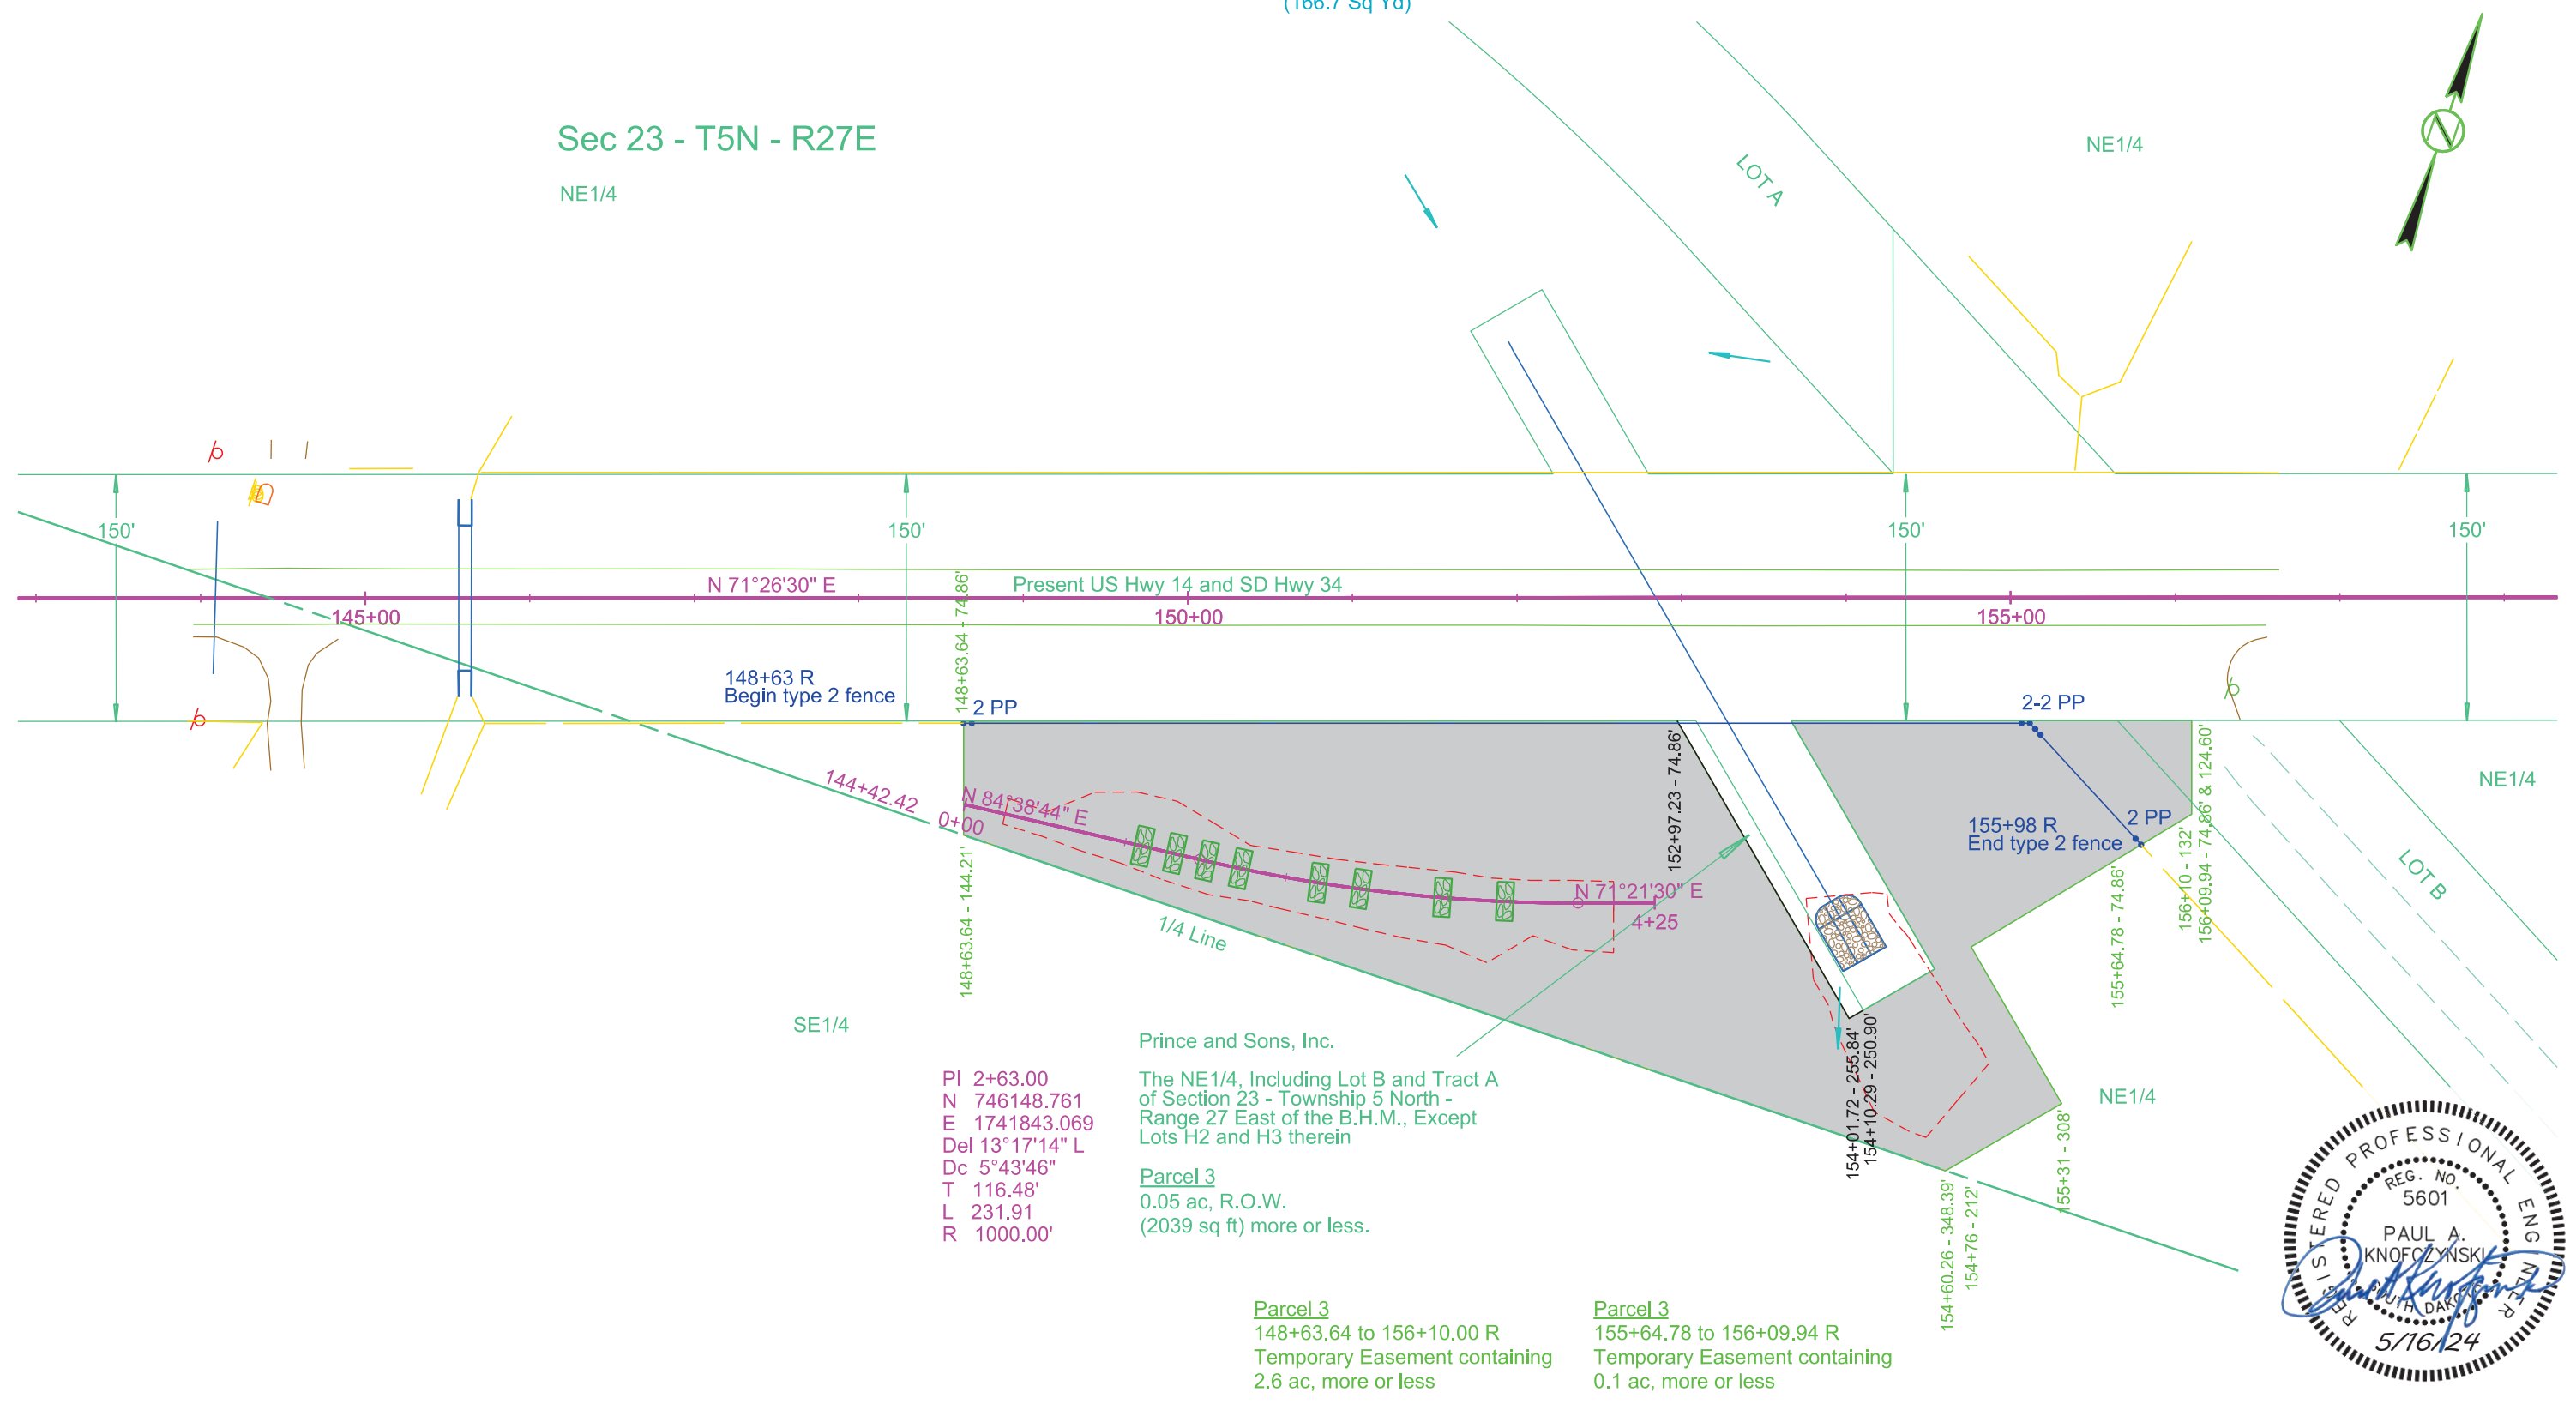 (166.7 Sq Yd)
Sec 23 - T5N - R27E
NE1/4
LOT A
NE1/4
N
150'
150'
150'
150'
N 71°26'30" E
Present US Hwy 14 and SD Hwy 34
145+00
150+00
155+00
148+63.64 - 74.86'
148+63 R
Begin type 2 fence
2 PP
2-2 PP
144+42.42
0+00
N 84°38'44" E
152+97.23 - 74.86'
155+98 R
End type 2 fence
2 PP
156+10 - 132'
156+09.94 - 74.86' & 124.60'
NE1/4
LOT B
148+63.64 - 144.21'
1/4 Line
N 71°21'30" E
4+25
155+64.78 - 74.86'
SE1/4
154+01.72 - 255.84'
154+10.29 - 250.90'
NE1/4
155+31 - 308'
154+60.26 - 348.39'
154+76 - 212'
PI 2+63.00
N 746148.761
E 1741843.069
Del 13°17'14" L
Dc 5°43'46"
T 116.48'
L 231.91
R 1000.00'
Prince and Sons, Inc.
The NE1/4, Including Lot B and Tract A
of Section 23 - Township 5 North -
Range 27 East of the B.H.M., Except
Lots H2 and H3 therein
Parcel 3
0.05 ac, R.O.W.
(2039 sq ft) more or less.
Parcel 3
148+63.64 to 156+10.00 R
Temporary Easement containing
2.6 ac, more or less
Parcel 3
155+64.78 to 156+09.94 R
Temporary Easement containing
0.1 ac, more or less
REGISTERED PROFESSIONAL ENGINEER
REG. NO.
5601
PAUL A.
KNOFCZYNSKI
SOUTH DAKOTA
5/16/24